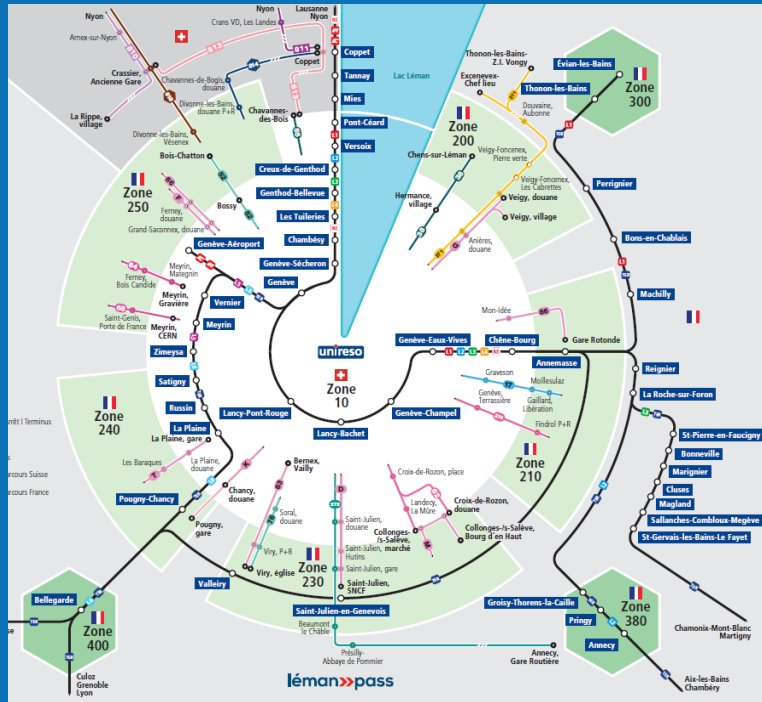 Nyon
Arnex-sur-Nyon
Nyon
Crans VD, Les Landes
Lausanne
Nyon
Crassier,
Ancienne Gare
Chavannes-de-Bogis,
douane
Coppet
Divonne-les-Bains,
douane P+R
Chavannes-
des-Bois
La Rippe,
village
Divonne-les-Bains,
Vésenex
Coppet
Tannay
Mies
Pont-Céard
Versoix
Creux-de-Genthod
Genthod-Bellevue
Les Tuileries
Chambésy
Genève-Sécheron
Genève
Lac Léman
Thonon-les-Bains-
Z.I. Vongy
Excenevex-
Chef lieu
Douvaine,
Aubonne
Évian-les-Bains
Thonon-les-Bains
Zone
300
Zone
200
Chens-sur-Léman
Veigy-Foncenex,
Pierre verte
Veigy-Foncenex,
Les Cabrettes
Veigy, douane
Veigy, village
Hermance,
village
Anières,
douane
Perrignier
Bons-en-Chablais
Machilly
Bois-Chatton
Bossy
Zone
250
Ferney,
douane
Grand-Saconnex, douane
Genève-Aéroport
Meyrin,
Mategnin
Ferney,
Bois Candide
Meyrin,
Gravière
Saint-Genis,
Porte de France
Meyrin,
CERN
Vernier
Meyrin
Zimeysa
Satigny
Russin
La Plaine
unireso
Zone
10
Genève-Eaux-Vives
Chêne-Bourg
Mon-Idée
66
Gare Rotonde
Annemasse
Reignier
La Roche-sur-Foron
Graveson
Moillesulaz
Genève,
Terrassière
Gaillard,
Libération
Findrol P+R
Zone
210
Lancy-Pont-Rouge
Lancy-Bachet
Genève-Champel
St-Pierre-en-Faucigny
Bonneville
Marignier
Cluses
Magland
Sallanches-Combloux-Megève
St-Gervais-les-Bains-Le Fayet
Zone
240
arrêt I Terminus
arcours Suisse
arcours France
La Plaine, gare
Les Baraques
La Plaine,
douane
Chancy,
douane
Pougny-Chancy
Pougny,
gare
Bernex,
Vailly
Soral,
douane
Viry, P+R
Viry, église
D
Saint-Julien,
douane
Saint-Julien,
Hutins
Saint-Julien, gare
Saint-Julien,
SNCF
Zone
230
Croix-de-Rozon, place
Landecy,
La Mûre
Croix-de-Rozon,
douane
Collonges-
/s-Salève,
marché
Collonges-/s-Salève,
Bourg d'en Haut
M
Valleiry
Saint-Julien-en-Genevois
Beaumont
le Châble
Présilly-
Abbaye de Pommier
Annecy,
Gare Routière
Bellegarde
Zone
400
Culoz
Grenoble
Lyon
Groisy-Thorens-la-Caille
Pringy
Annecy
Zone
380
Chamonix-Mont-Blanc
Martigny
Aix-les-Bains
Chambéry
léman»pass